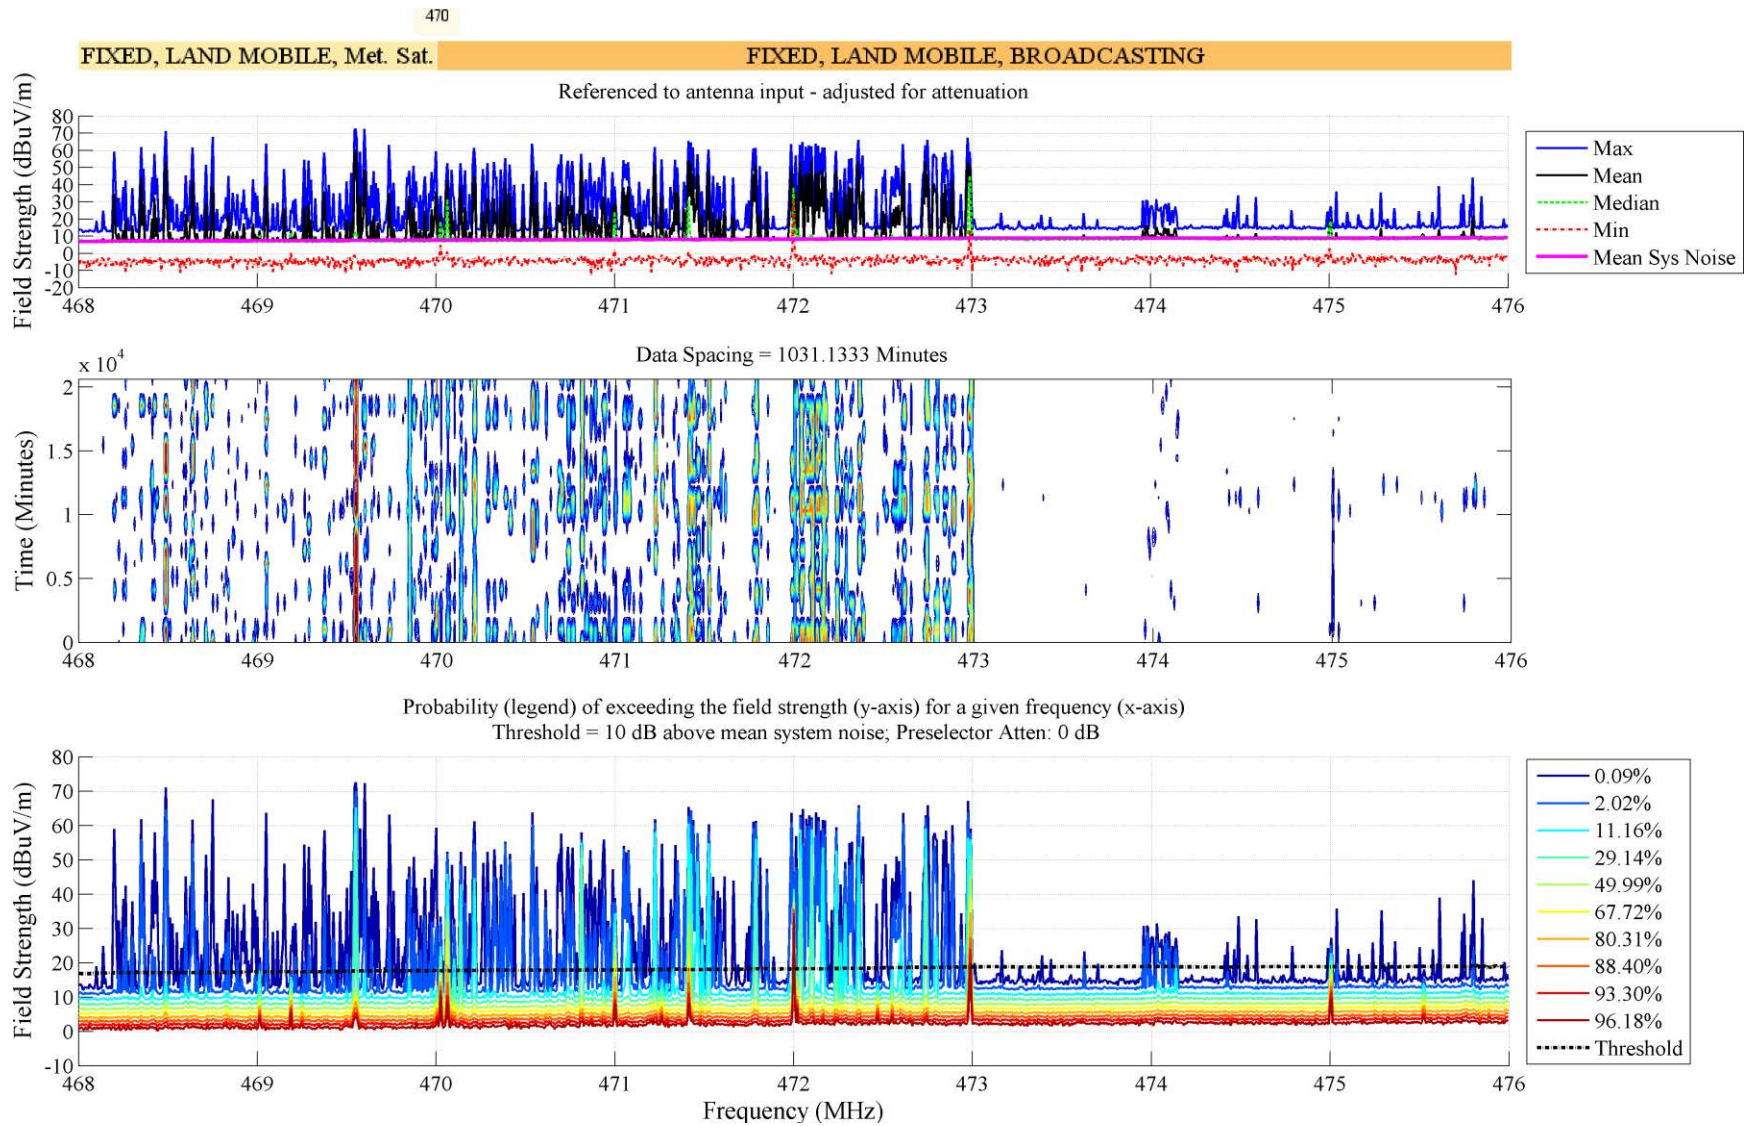 470
FIXED, LAND MOBILE, Met. Sat. FIXED, LAND MOBILE, BROADCASTING
Referenced to antenna input - adjusted for attenuation
Field Strength (dBuV/m)
80
70
60
50
40
30
20
10
0
-10
-20
468 469 470 471 472 473 474 475 476
Max
Mean
Median
Min
Mean Sys Noise
Data Spacing = 1031.1333 Minutes
x 10^4
Time (Minutes)
2
1.5
1
0.5
0
468 469 470 471 472 473 474 475 476
Probability (legend) of exceeding the field strength (y-axis) for a given frequency (x-axis)
Threshold = 10 dB above mean system noise; Preselector Atten: 0 dB
Field Strength (dBuV/m)
80
70
60
50
40
30
20
10
0
-10
468 469 470 471 472 473 474 475 476
Frequency (MHz)
0.09%
2.02%
11.16%
29.14%
49.99%
67.72%
80.31%
88.40%
93.30%
96.18%
Threshold